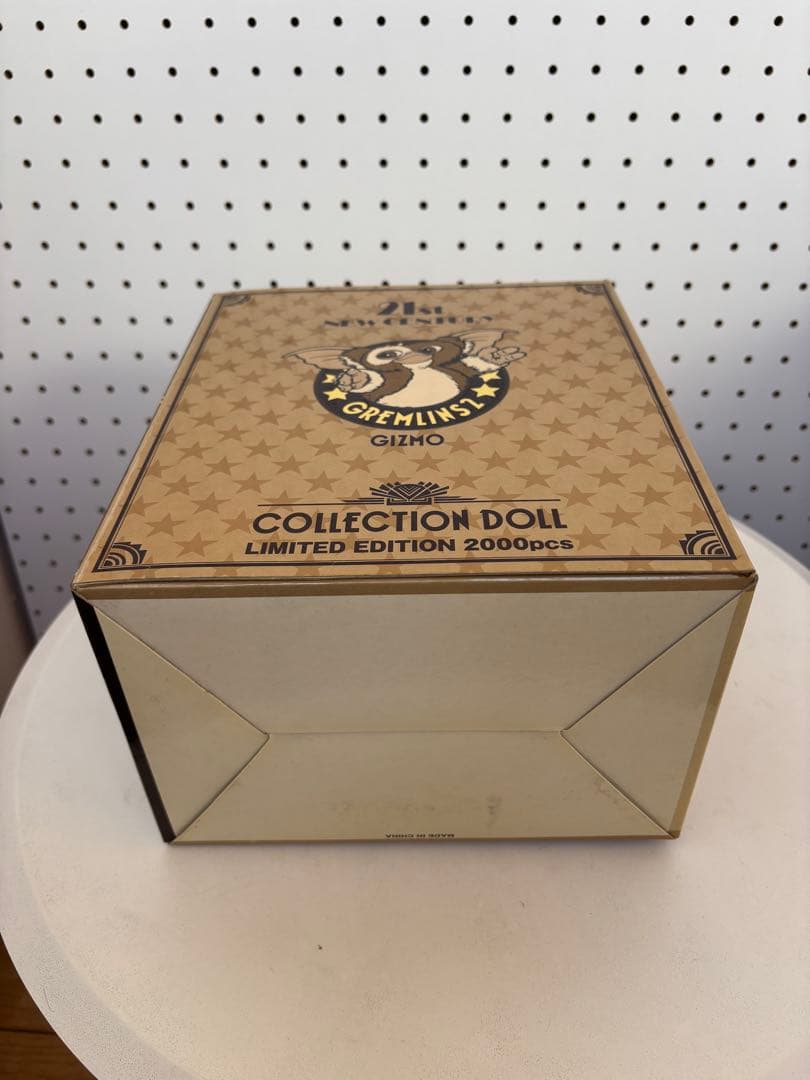 21st
NEW CENTURY
GREMLINS2
GIZMO
COLLECTION DOLL
LIMITED EDITION 2000pcs
MADE IN CHINA